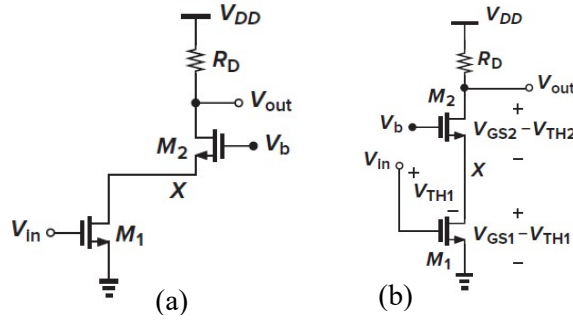 V_DD
R_D
V_out
M_2
V_b
X
V_in
M_1
(a)
V_DD
R_D
V_out
M_2
+
V_b
V_GS2–V_TH2
V_in
–
+
X
V_TH1
–
+
V_GS1–V_TH1
M_1
–
(b)